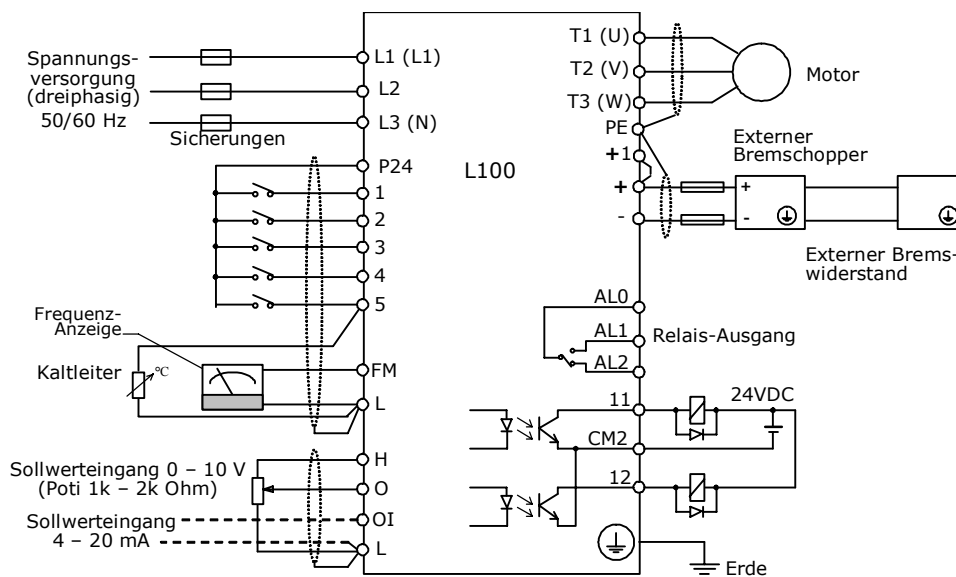 Spannungs-
versorgung
(dreiphasig)
50/60 Hz
Sicherungen
L1 (L1)
L2
L3 (N)
P24
1
2
3
4
5
Frequenz-
Anzeige
Kaltleiter
°C
FM
L
Sollwerteingang 0 – 10 V
(Poti 1k – 2k Ohm)
Sollwerteingang
4 – 20 mA
H
O
OI
L
L100
T1 (U)
T2 (V)
T3 (W)
PE
+1
+
-
Motor
Externer
Bremschopper
+
-
Externer Brems-
widerstand
AL0
AL1
AL2
Relais-Ausgang
11
CM2
12
24VDC
Erde